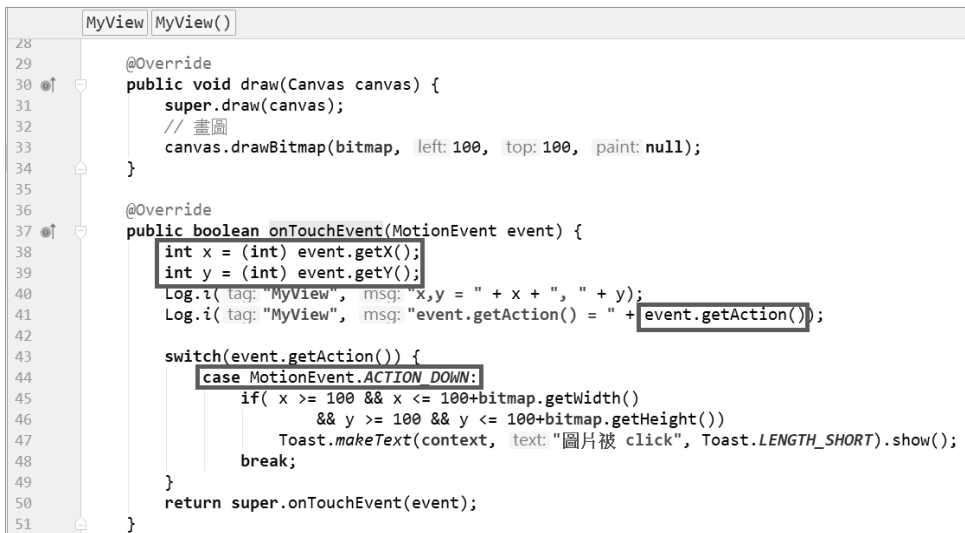 MyView MyView()
28
29 @Override
30 public void draw(Canvas canvas) {
31 super.draw(canvas);
32 // 畫圖
33 canvas.drawBitmap(bitmap, left: 100, top: 100, paint: null);
34 }
35
36 @Override
37 public boolean onTouchEvent(MotionEvent event) {
38 int x = (int) event.getX();
39 int y = (int) event.getY();
40 Log.i( tag: "MyView", msg: "x,y = " + x + ", " + y);
41 Log.i( tag: "MyView", msg: "event.getAction() = " + event.getAction());
42
43 switch(event.getAction()) {
44 case MotionEvent.ACTION_DOWN:
45 if( x >= 100 && x <= 100+bitmap.getWidth()
46 && y >= 100 && y <= 100+bitmap.getHeight())
47 Toast.makeText(context, text: "圖片被 click", Toast.LENGTH_SHORT).show();
48 break;
49 }
50 return super.onTouchEvent(event);
51 }